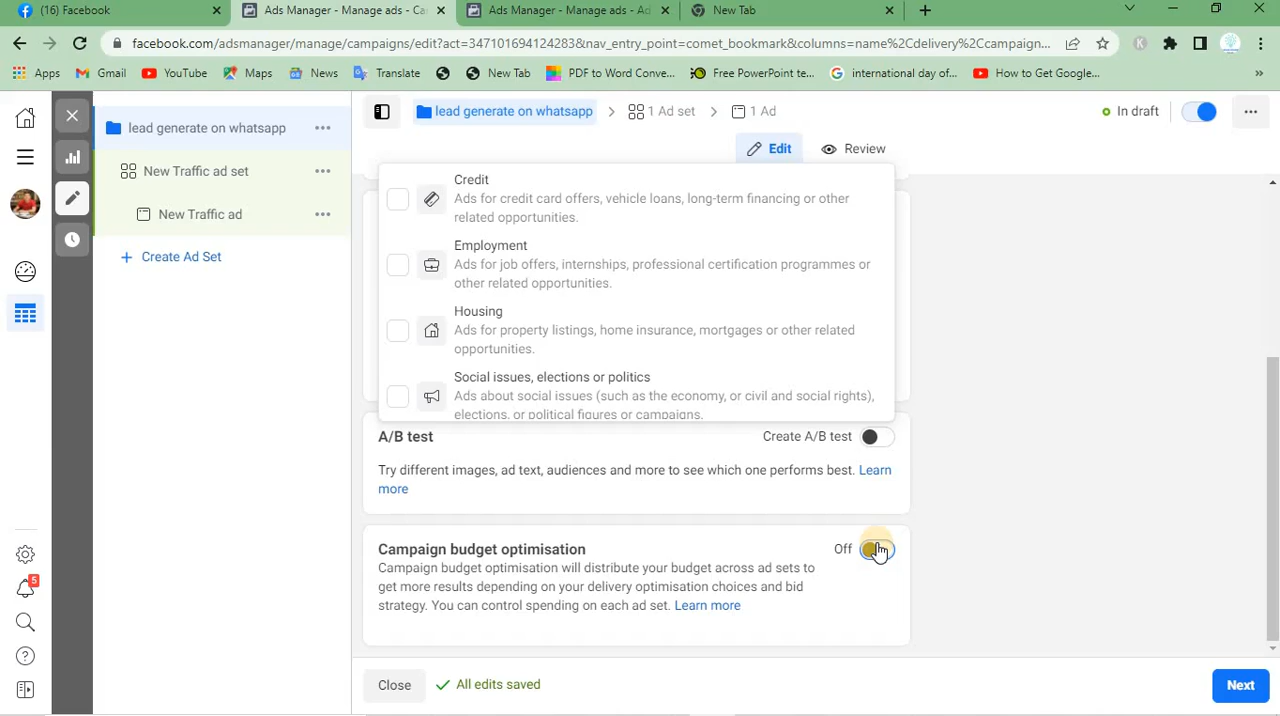 (16) Facebook
Ads Manager - Manage ads - Ca
Ads Manager - Manage ads - Ad
New Tab
facebook.com/adsmanager/manage/campaigns/edit?act=347101694124283&nav_entry_point=comet_bookmark&columns=name%2Cdelivery%2Ccampaign...
Apps
Gmail
YouTube
Maps
News
Translate
New Tab
PDF to Word Conve...
Free PowerPoint te...
international day of...
How to Get Google...
lead generate on whatsapp
New Traffic ad set
New Traffic ad
Create Ad Set
lead generate on whatsapp
1 Ad set
1 Ad
In draft
Edit
Review
Credit
Ads for credit card offers, vehicle loans, long-term financing or other
related opportunities.
Employment
Ads for job offers, internships, professional certification programmes or
other related opportunities.
Housing
Ads for property listings, home insurance, mortgages or other related
opportunities.
Social issues, elections or politics
Ads about social issues (such as the economy, or civil and social rights),
elections, or political figures or campaigns.
A/B test
Create A/B test
Try different images, ad text, audiences and more to see which one performs best. Learn
more
Campaign budget optimisation
Off
Campaign budget optimisation will distribute your budget across ad sets to
get more results depending on your delivery optimisation choices and bid
strategy. You can control spending on each ad set. Learn more
5
Close
All edits saved
Next